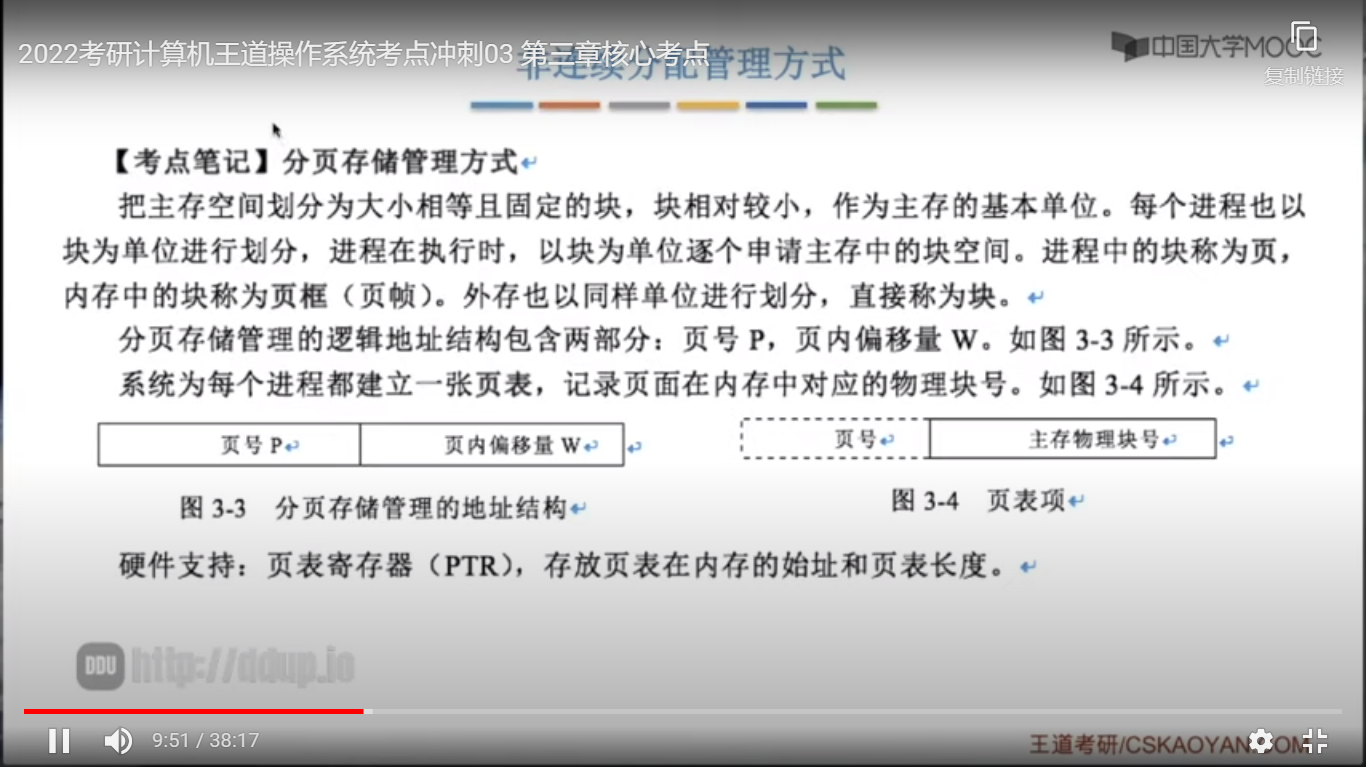 2022考研计算机王道操作系统考点冲刺03 第三章核心考点
非连续分配管理方式
中国大学MOOC
复制链接
【考点笔记】分页存储管理方式
把主存空间划分为大小相等且固定的块，块相对较小，作为主存的基本单位。每个进程也以
块为单位进行划分，进程在执行时，以块为单位逐个申请主存中的块空间。进程中的块称为页，
内存中的块称为页框（页帧）。外存也以同样单位进行划分，直接称为块。
分页存储管理的逻辑地址结构包含两部分：页号 P，页内偏移量 W。如图 3-3 所示。
系统为每个进程都建立一张页表，记录页面在内存中对应的物理块号。如图 3-4 所示。
页号 P 页内偏移量 W
页号 主存物理块号
图 3-3 分页存储管理的地址结构
图 3-4 页表项
硬件支持：页表寄存器（PTR），存放页表在内存的始址和页表长度。
DDU http://ddup.io
9:51 / 38:17
王道考研/CSKAOYAN.COM